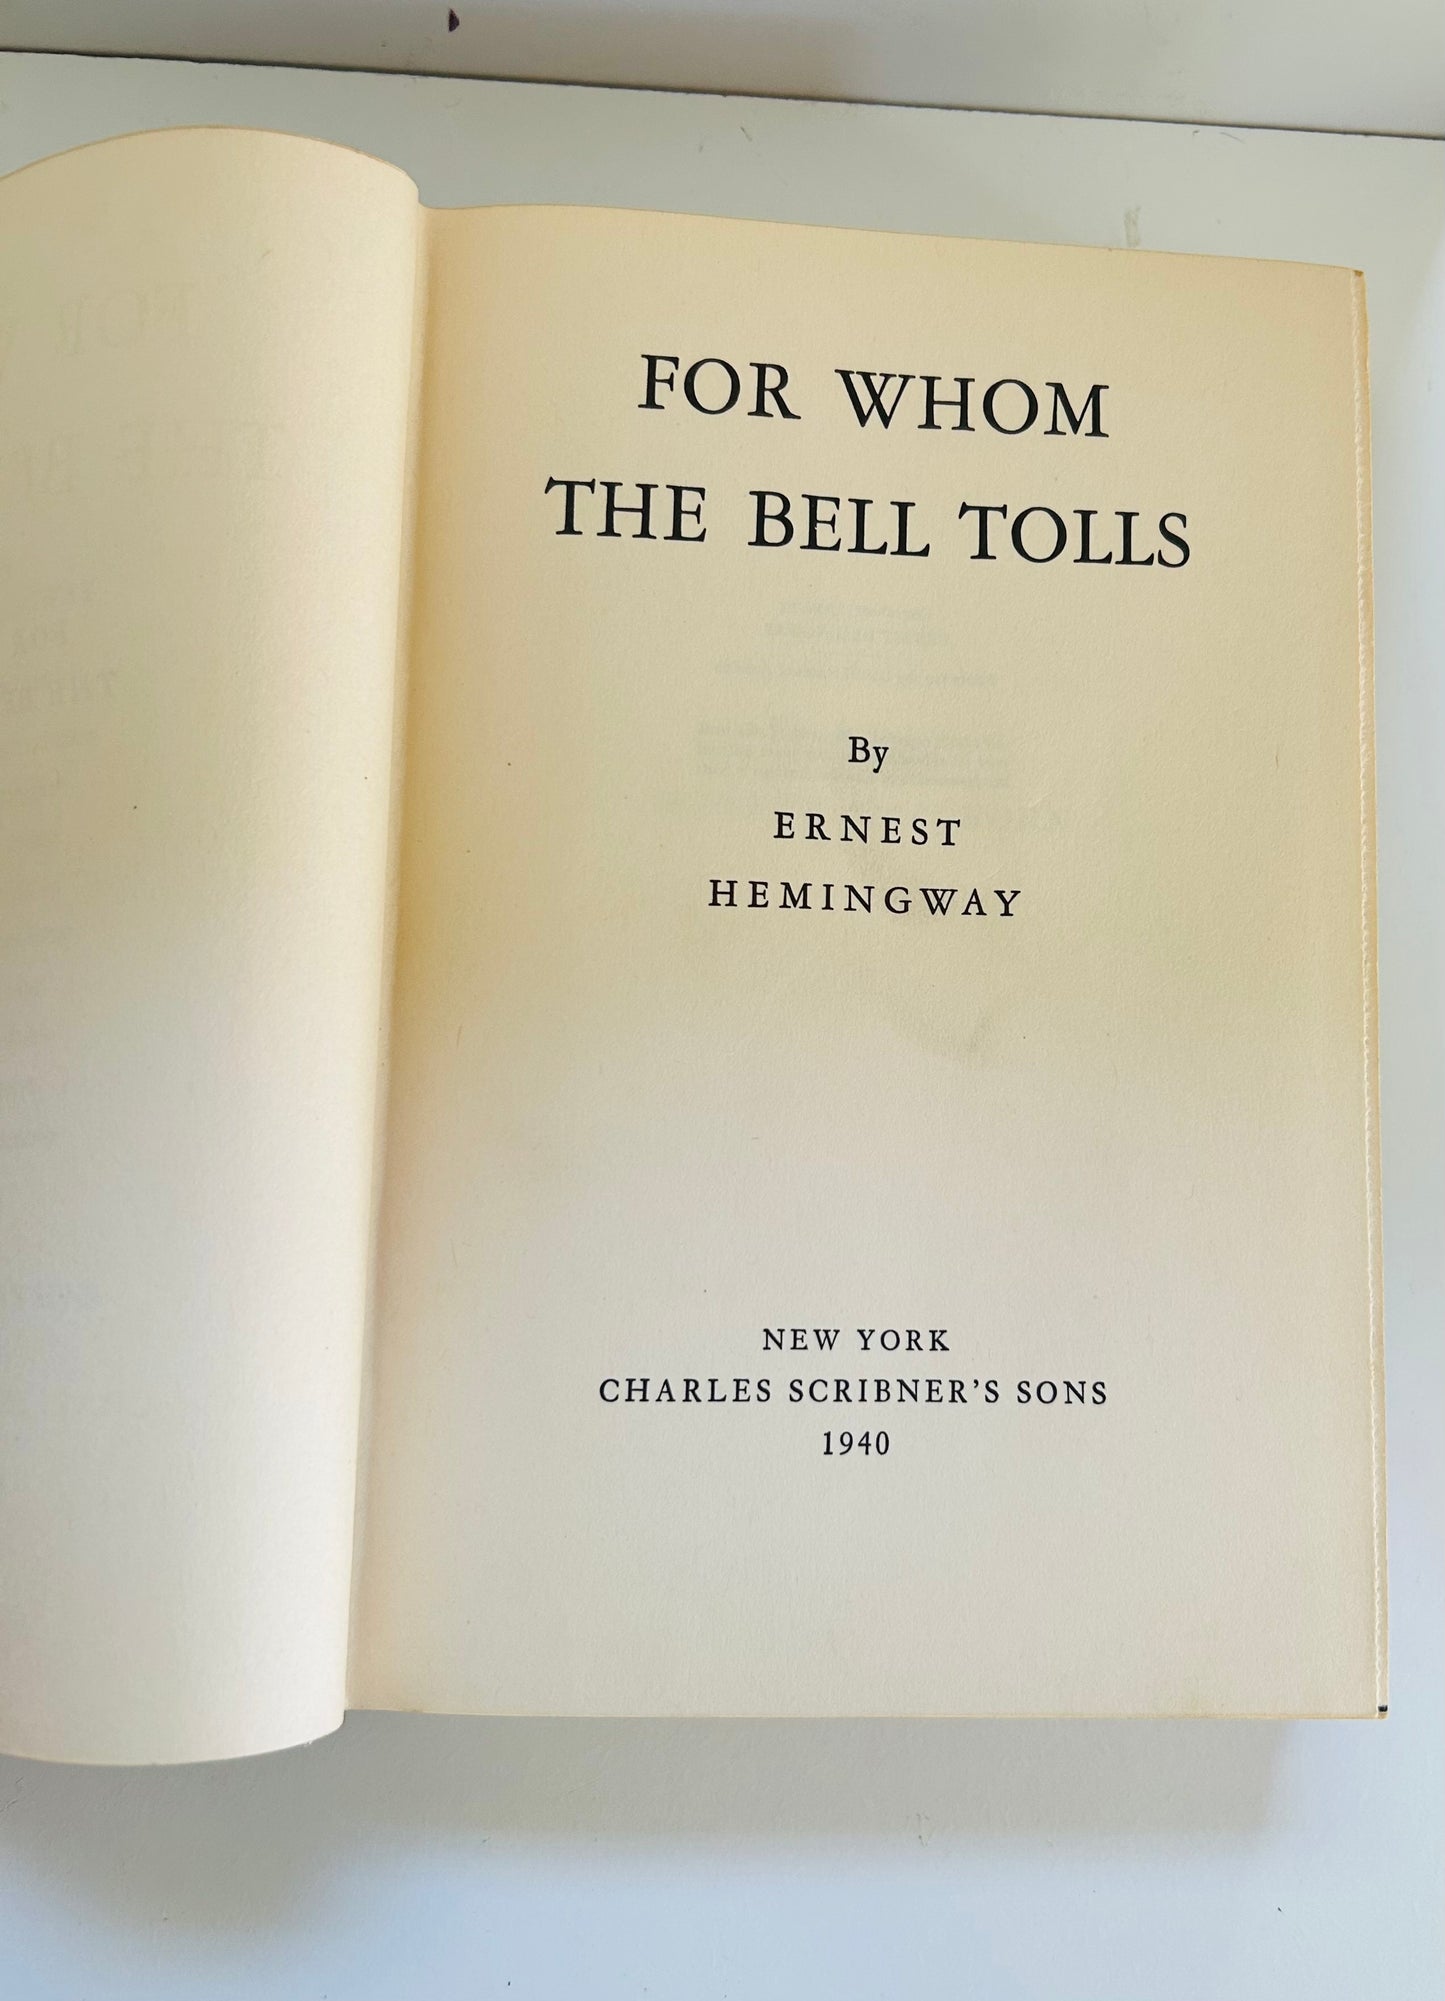 FOR WHOM
THE BELL TOLLS
By
ERNEST
HEMINGWAY
NEW YORK
CHARLES SCRIBNER'S SONS
1940